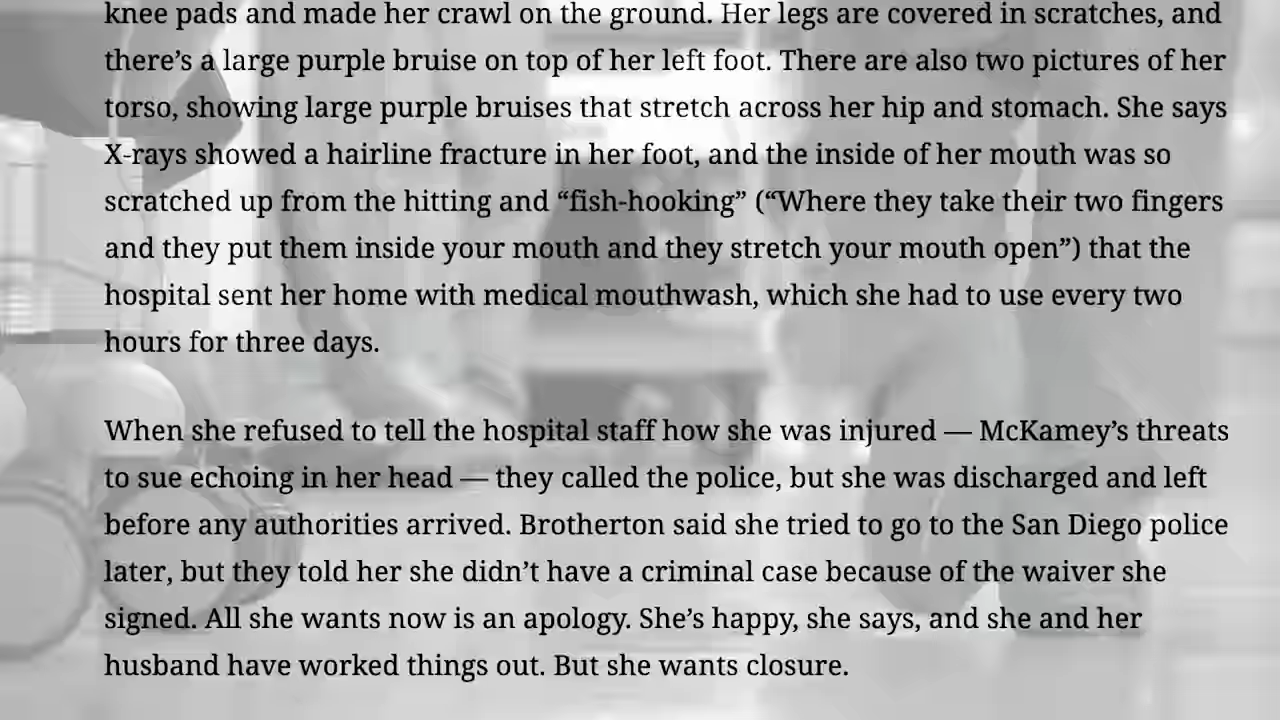 knee pads and made her crawl on the ground. Her legs are covered in scratches, and
there’s a large purple bruise on top of her left foot. There are also two pictures of her
torso, showing large purple bruises that stretch across her hip and stomach. She says
X-rays showed a hairline fracture in her foot, and the inside of her mouth was so
scratched up from the hitting and “fish-hooking” (“Where they take their two fingers
and they put them inside your mouth and they stretch your mouth open”) that the
hospital sent her home with medical mouthwash, which she had to use every two
hours for three days.
When she refused to tell the hospital staff how she was injured — McKamey’s threats
to sue echoing in her head — they called the police, but she was discharged and left
before any authorities arrived. Brotherton said she tried to go to the San Diego police
later, but they told her she didn’t have a criminal case because of the waiver she
signed. All she wants now is an apology. She’s happy, she says, and she and her
husband have worked things out. But she wants closure.